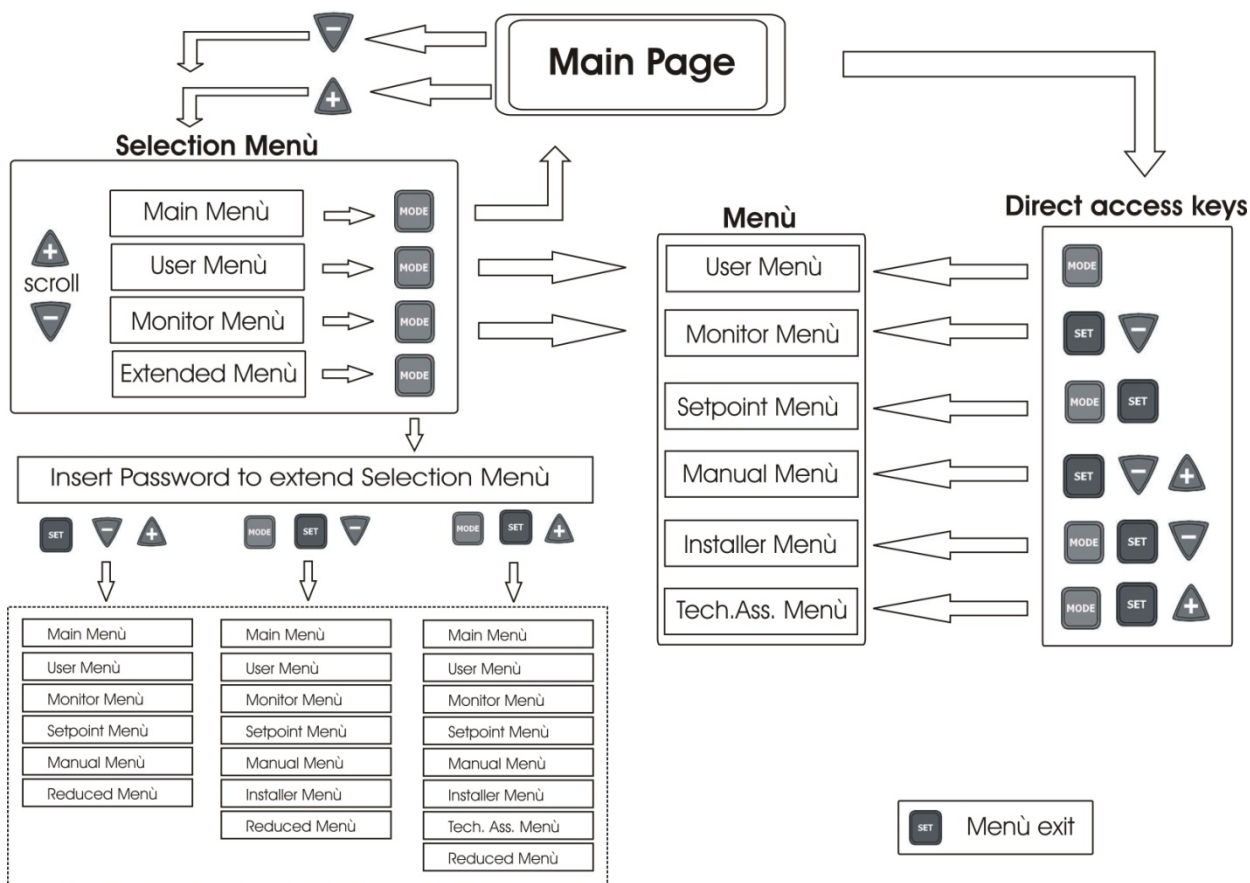 −
Main Page
+
Selection Menù
Main Menù
MODE
User Menù
MODE
Monitor Menù
MODE
Extended Menù
MODE
+
scroll
−
Insert Password to extend Selection Menù
SET − +
MODE SET −
MODE SET +
Main Menù
User Menù
Monitor Menù
Setpoint Menù
Manual Menù
Reduced Menù
Main Menù
User Menù
Monitor Menù
Setpoint Menù
Manual Menù
Installer Menù
Reduced Menù
Main Menù
User Menù
Monitor Menù
Setpoint Menù
Manual Menù
Installer Menù
Tech. Ass. Menù
Reduced Menù
Menù
User Menù
Monitor Menù
Setpoint Menù
Manual Menù
Installer Menù
Tech.Ass. Menù
Direct access keys
MODE
SET −
MODE SET
SET − +
MODE SET −
MODE SET +
SET Menù exit